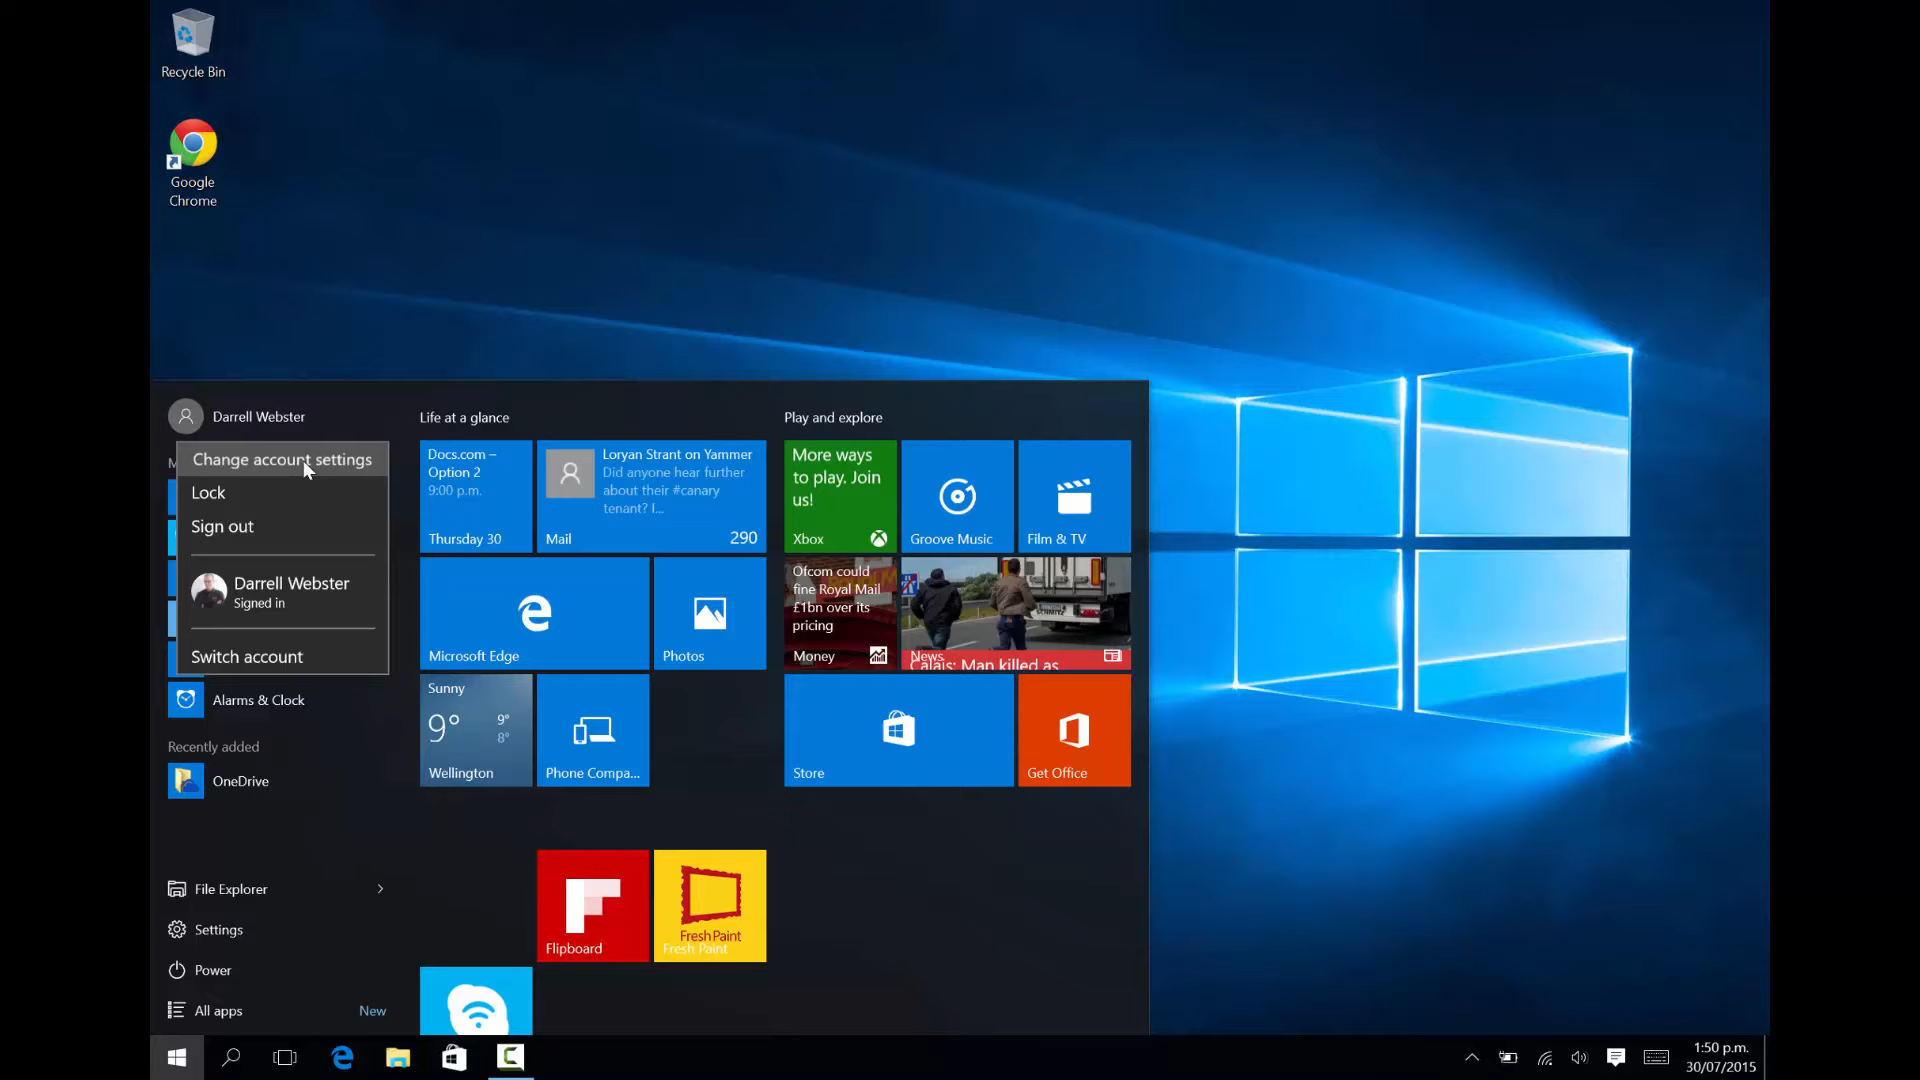 Recycle Bin
Google
Chrome
Darrell Webster
Change account settings
Lock
Sign out
Darrell Webster
Signed in
Switch account
Alarms & Clock
Recently added
OneDrive
File Explorer
Settings
Power
All apps
New
Life at a glance
Docs.com –
Option 2
9:00 p.m.
Thursday 30
Loryan Strant on Yammer
Did anyone hear further
about their #canary
tenant? I...
Mail
290
Microsoft Edge
Photos
Sunny
9°
9°
8°
Wellington
Phone Compa...
Flipboard
Fresh Paint
Fresh Paint
Play and explore
More ways
to play. Join
us!
Xbox
Groove Music
Film & TV
Ofcom could
fine Royal Mail
£1bn over its
pricing
Money
News
Calais: Man killed as
Store
Get Office
1:50 p.m.
30/07/2015